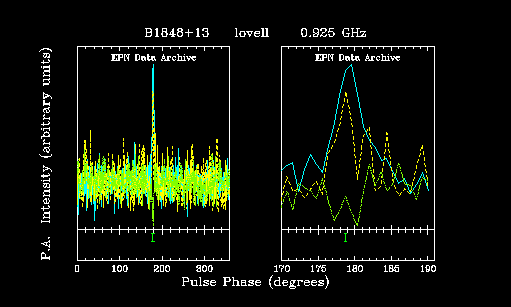 B1848+13 lovell 0.925 GHz
EPN Data Archive EPN Data Archive
P.A. Intensity (arbitrary units)
0 100 200 300 170 175 180 185 190
Pulse Phase (degrees)